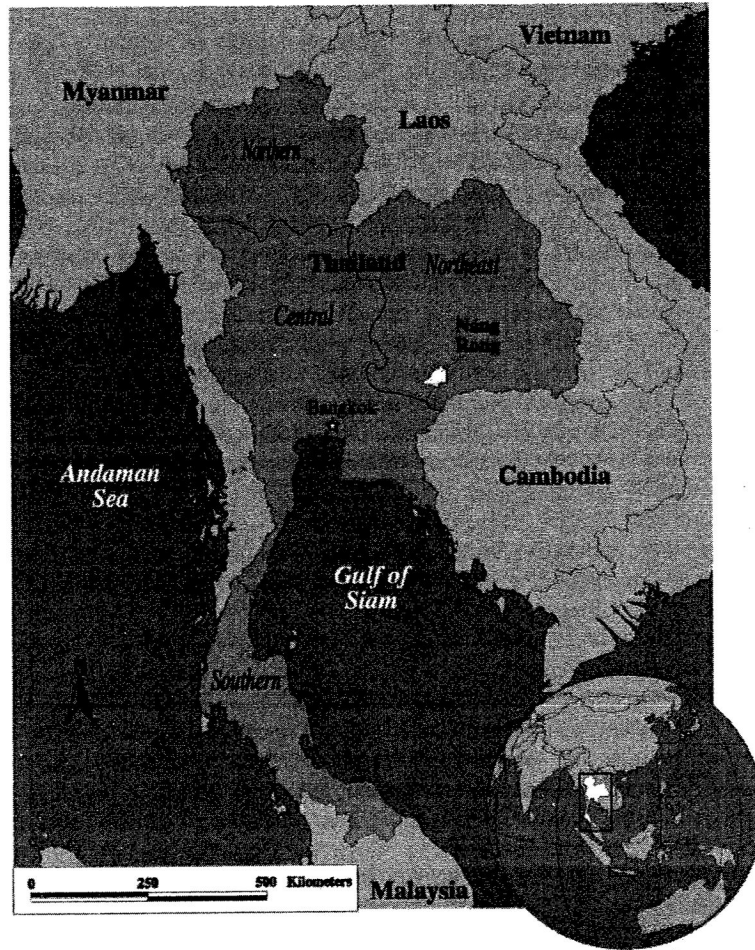 Vietnam
Myanmar
Laos
Northern
Thailand
Northeast
Central
Nang
Rong
Bangkok
Andaman
Sea
Cambodia
Gulf of
Siam
Southern
0 250 500 Kilometers
Malaysia